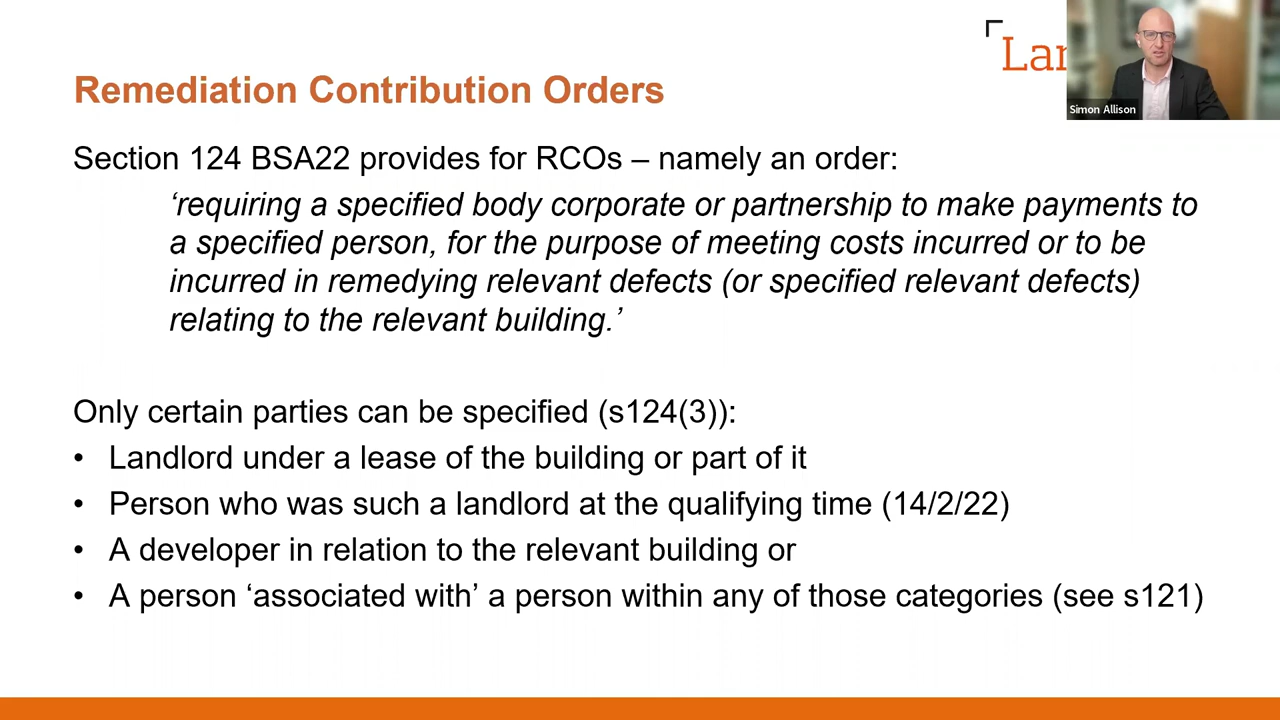 Lan
Simon Allison
Remediation Contribution Orders
Section 124 BSA22 provides for RCOs – namely an order:
‘requiring a specified body corporate or partnership to make payments to
a specified person, for the purpose of meeting costs incurred or to be
incurred in remedying relevant defects (or specified relevant defects)
relating to the relevant building.’
Only certain parties can be specified (s124(3)):
• Landlord under a lease of the building or part of it
• Person who was such a landlord at the qualifying time (14/2/22)
• A developer in relation to the relevant building or
• A person ‘associated with’ a person within any of those categories (see s121)